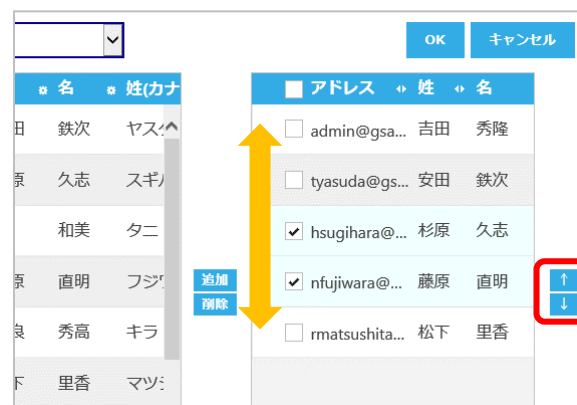 OK キャンセル
名 姓(カナ
アドレス 姓 名
田 鉄次 ヤスダ
admin@gsa... 吉田 秀隆
原 久志 スギハ
tyasuda@gs... 安田 鉄次
和美 タニ
hsugihara@... 杉原 久志
原 直明 フジワ
追加
nfujiwara@... 藤原 直明
↑
削除
↓
良 秀高 キラ
rmatsushita... 松下 里香
下 里香 マツシ